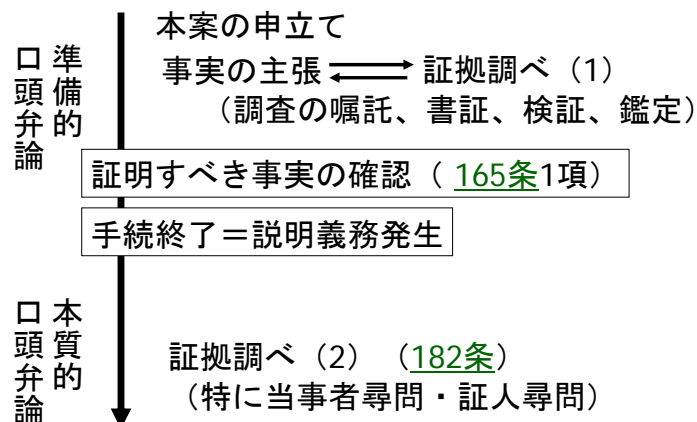 準備的
口頭弁論
本案の申立て
事実の主張 証拠調べ（1）
（調査の嘱託、書証、検証、鑑定）
証明すべき事実の確認（ 165条1項）
手続終了＝説明義務発生
本質的
口頭弁論
証拠調べ（2）（182条）
（特に当事者尋問・証人尋問）